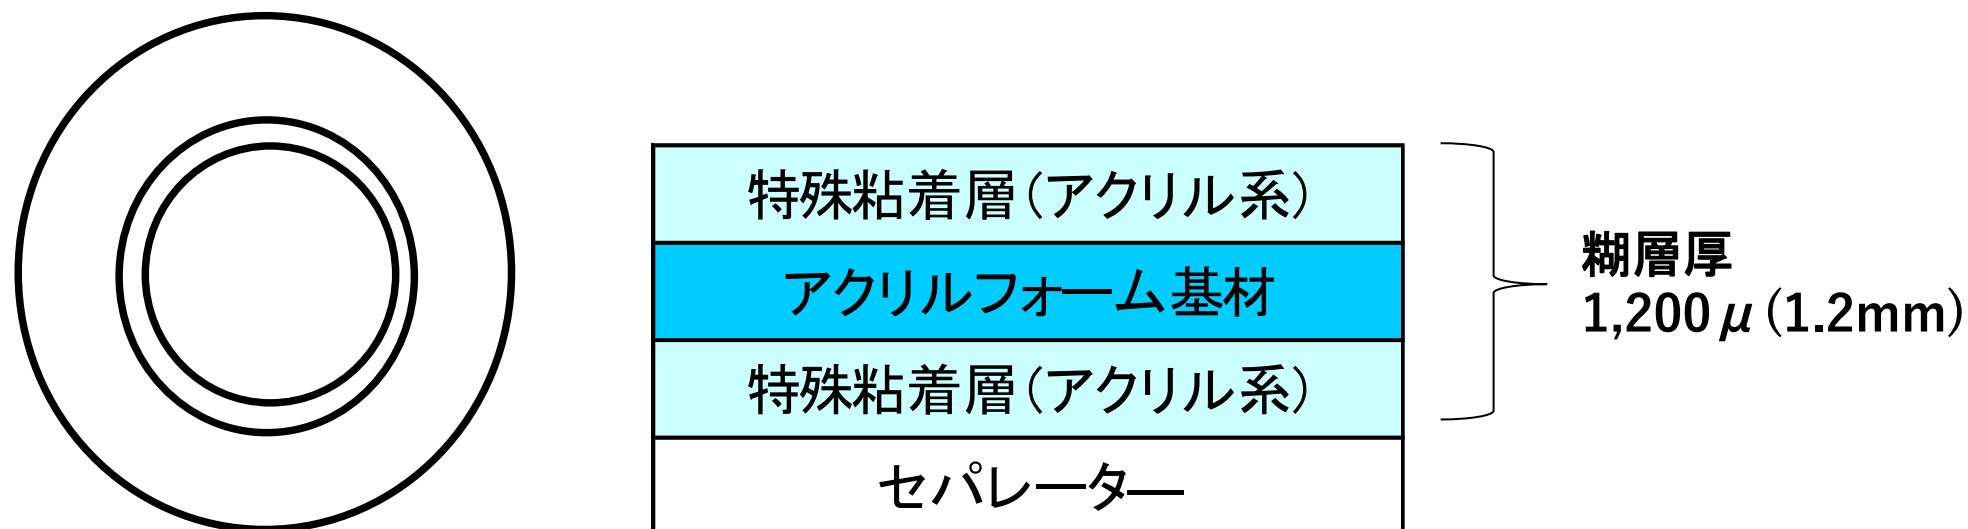 特殊粘着層（アクリル系）
アクリルフォーム基材
特殊粘着層（アクリル系）
セパレーター
糊層厚
1,200μ（1.2mm）